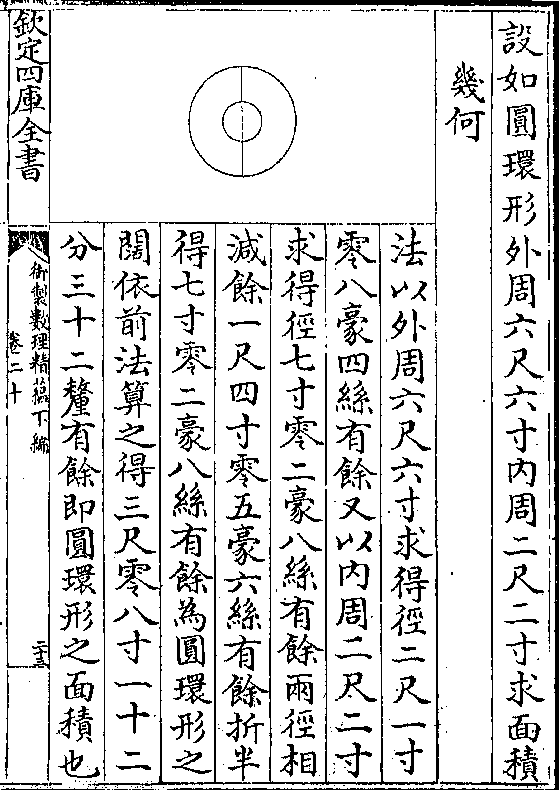 設如圓環形外周六尺六寸內周二尺二寸求面積
幾何
法以外周六尺六寸求得徑二尺一寸
零八豪四絲有餘又以內周二尺二寸
求得徑七寸零二豪八絲有餘兩徑相
減餘一尺四寸零五豪六絲有餘折半
得七寸零二豪八絲有餘為圓環形之
闊依前法算之得三尺零八寸一十二
分三十二釐有餘即圓環形之面積也
欽定四庫全書
御製數理精蘊下編
卷二十
二十三